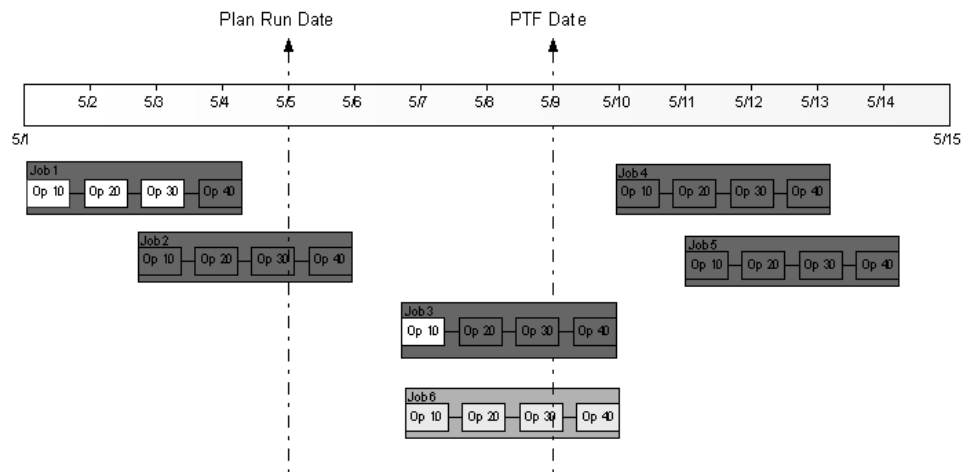 Plan Run Date PTF Date
5/2 5/3 5/4 5/5 5/6 5/7 5/8 5/9 5/10 5/11 5/12 5/13 5/14
5/1 5/15
Job 1
Op 10 Op 20 Op 30 Op 40
Job 4
Op 10 Op 20 Op 30 Op 40
Job 2
Op 10 Op 20 Op 30 Op 40
Job 5
Op 10 Op 20 Op 30 Op 40
Job 3
Op 10 Op 20 Op 30 Op 40
Job 6
Op 10 Op 20 Op 30 Op 40